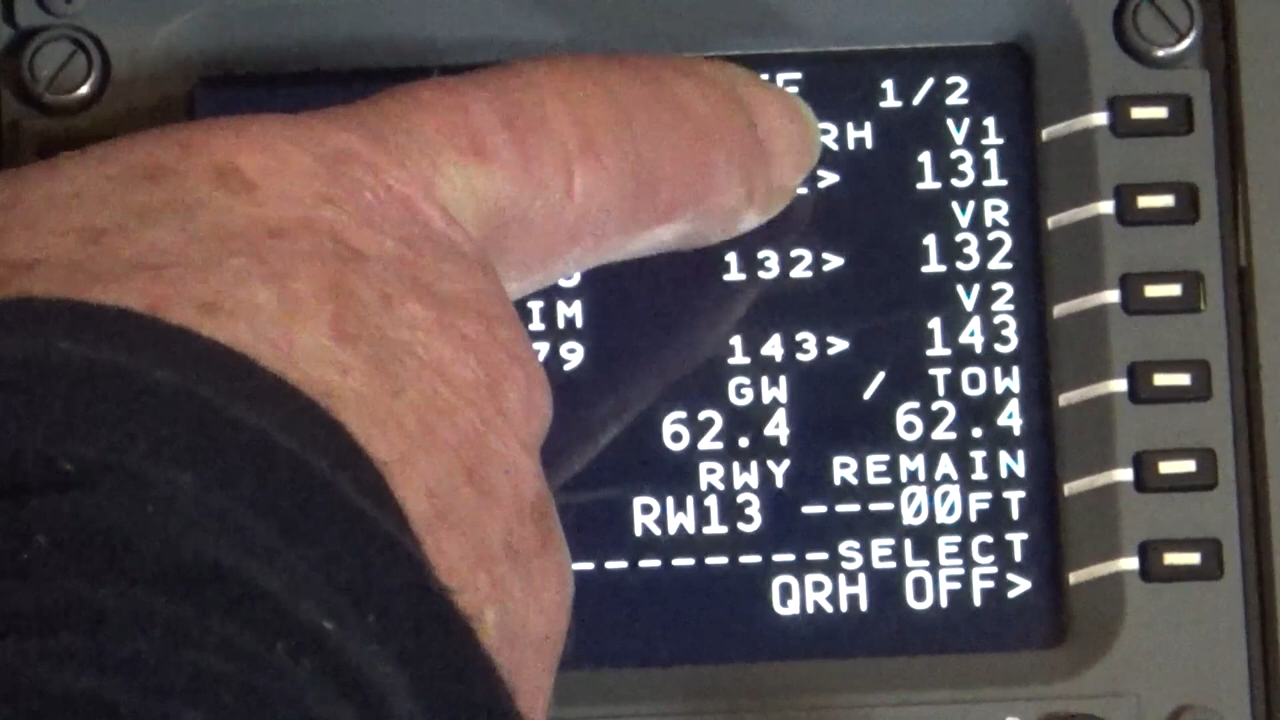 1/2
RH V1
> 131
VR
132> 132
IM V2
79 143> 143
GW / TOW
62.4 62.4
RWY REMAIN
RW13 ---00FT
--------SELECT
QRH OFF>